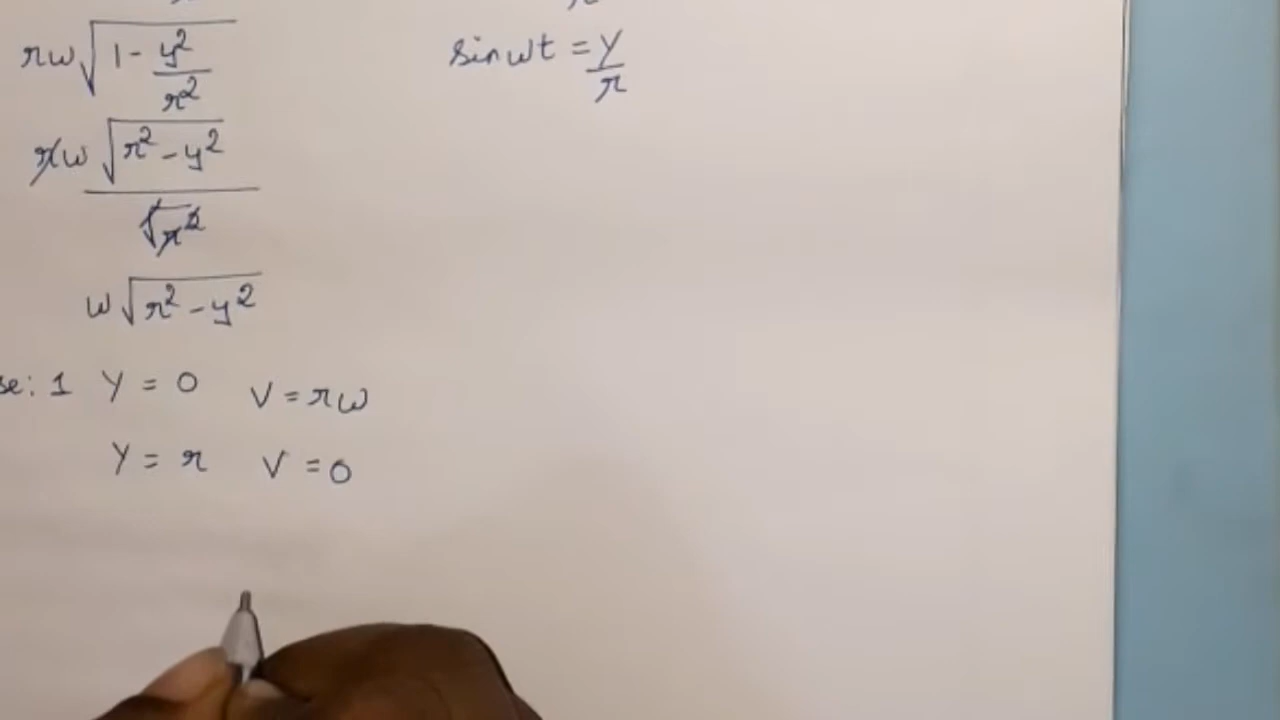 rω√1 - y²/r²
sin ωt = y/r
rω √r² - y²
√r²
ω√r² - y²
se: 1 Y = 0 V = rω
Y = r V = 0